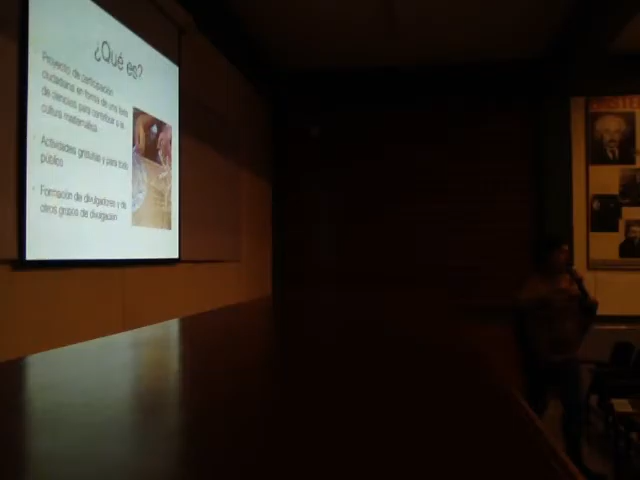 ¿Qué es?
Proyecto de participación
ciudadana en forma de una feria
de ciencias para contribuir a la
cultura matemática
Actividades gratuitas y para todo
público
Formación de divulgadores y de
otros grupos de divulgación